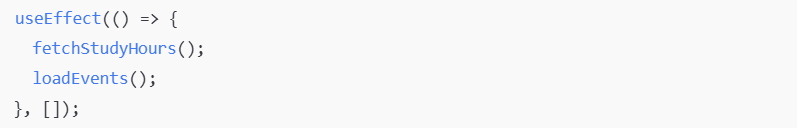 useEffect(() => {
  fetchStudyHours();
  loadEvents();
}, []);